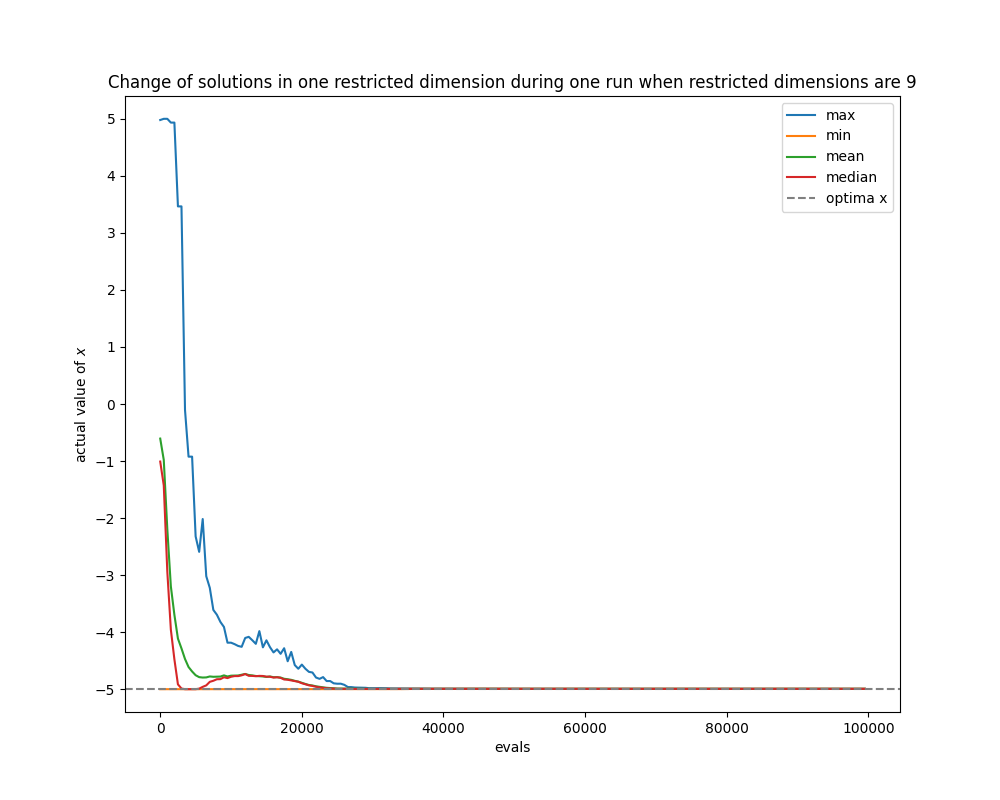 Change of solutions in one restricted dimension during one run when restricted dimensions are 9
max
min
mean
median
optima x
actual value of x
5
4
3
2
1
0
−1
−2
−3
−4
−5
0 20000 40000 60000 80000 100000
evals